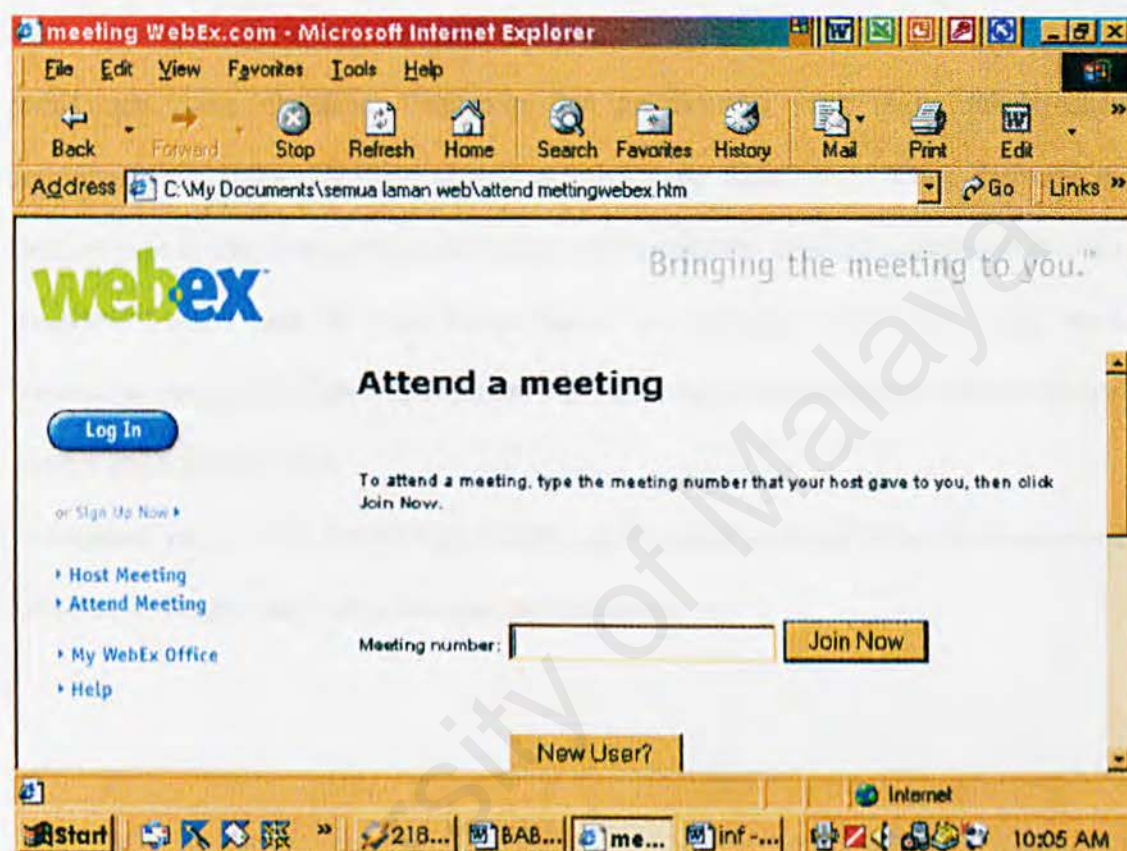 meeting WebEx.com - Microsoft Internet Explorer
File Edit View Favorites Tools Help
Back Forward Stop Refresh Home Search Favorites History Mail Print Edit »
Address C:\My Documents\semua laman web\attend mettingwebex.htm Go Links »
webex
Bringing the meeting to you."
Attend a meeting
Log In
To attend a meeting, type the meeting number that your host gave to you, then click
Join Now.
or Sign Up Now
Host Meeting
Attend Meeting
Meeting number: Join Now
My WebEx Office
Help
New User?
Internet
Start » 218... BAB... me... inf -... 10:05 AM
sity of Malaya